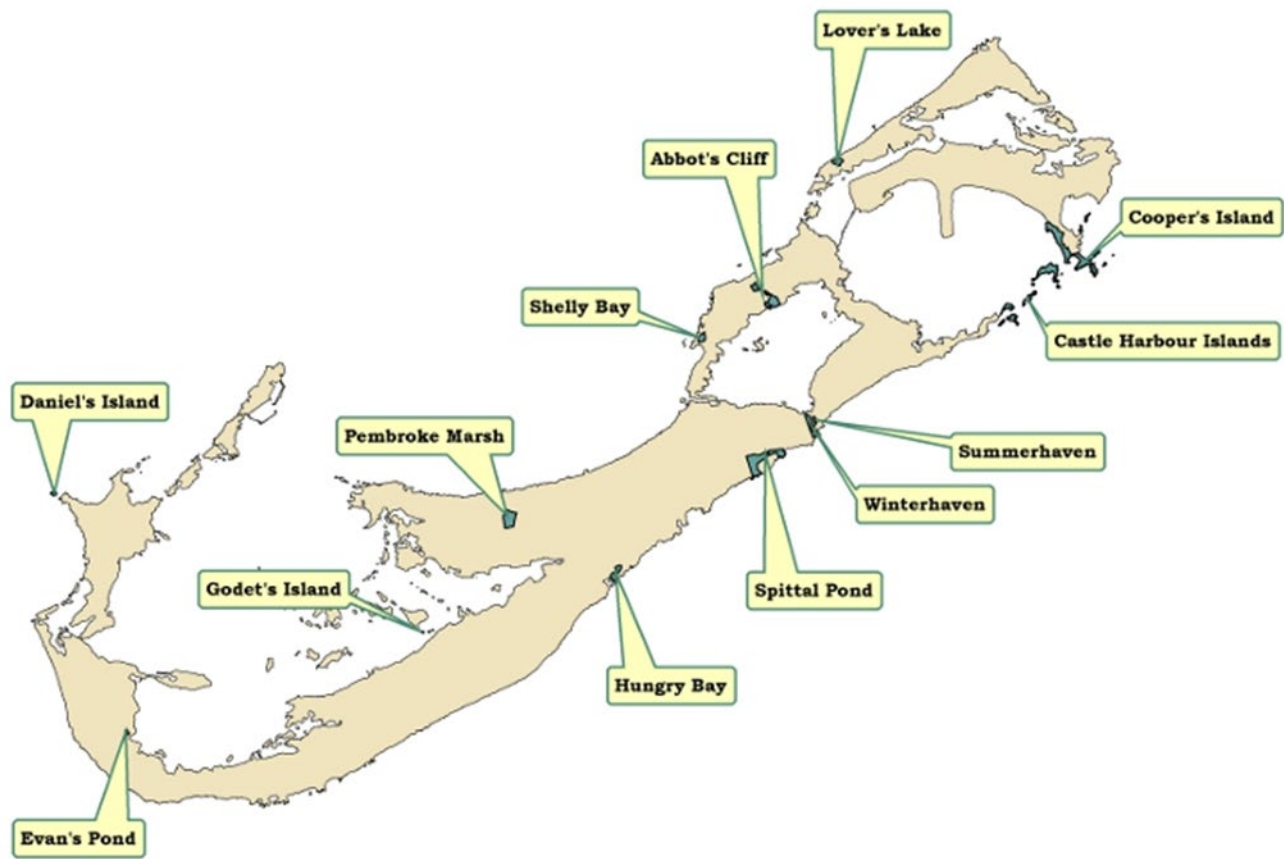 Lover's Lake
Abbot's Cliff
Cooper's Island
Shelly Bay
Castle Harbour Islands
Daniel's Island
Pembroke Marsh
Summerhaven
Winterhaven
Godet's Island
Spittal Pond
Hungry Bay
Evan's Pond